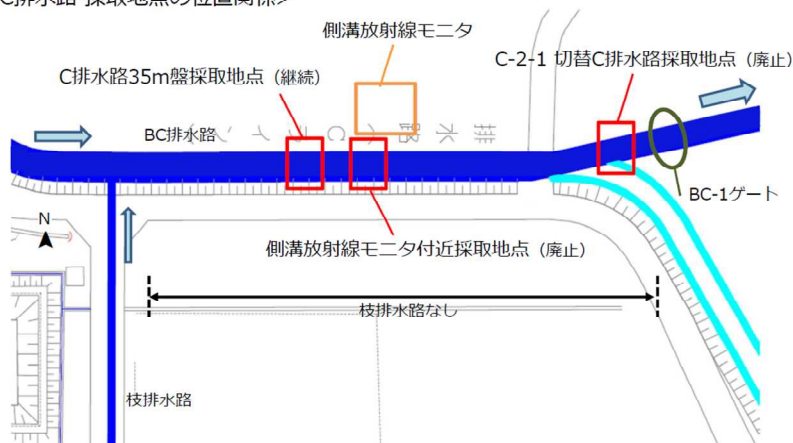 C排水路 採取地点の位置関係>
側溝放射線モニタ
C-2-1 切替C排水路採取地点（廃止）
C排水路35m盤採取地点（継続）
BC排水路
BC-1ゲート
N
側溝放射線モニタ付近採取地点（廃止）
枝排水路なし
枝排水路